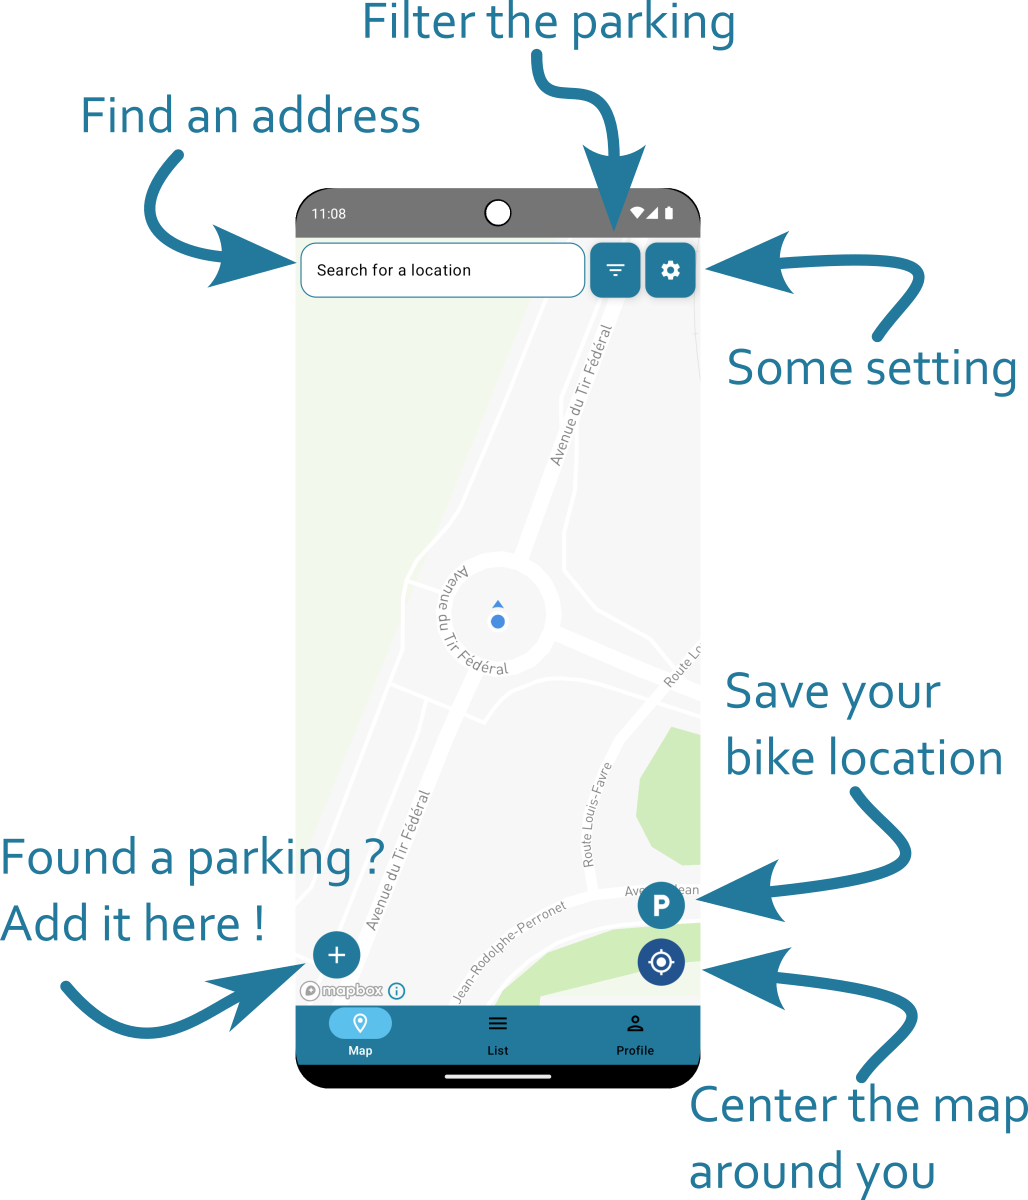 Filter the parking
Find an address
11:08
Search for a location
Some setting
Avenue du Tir Fédéral
Avenue du Tir Fédéral
Route Lo
Save your
bike location
Route Louis-Favre
Avenue du Tir Fédéral
Found a parking ?
Add it here !
Jean
P
Jean-Rodolphe-Perronet
mapbox
Map
List
Profile
Center the map
around you